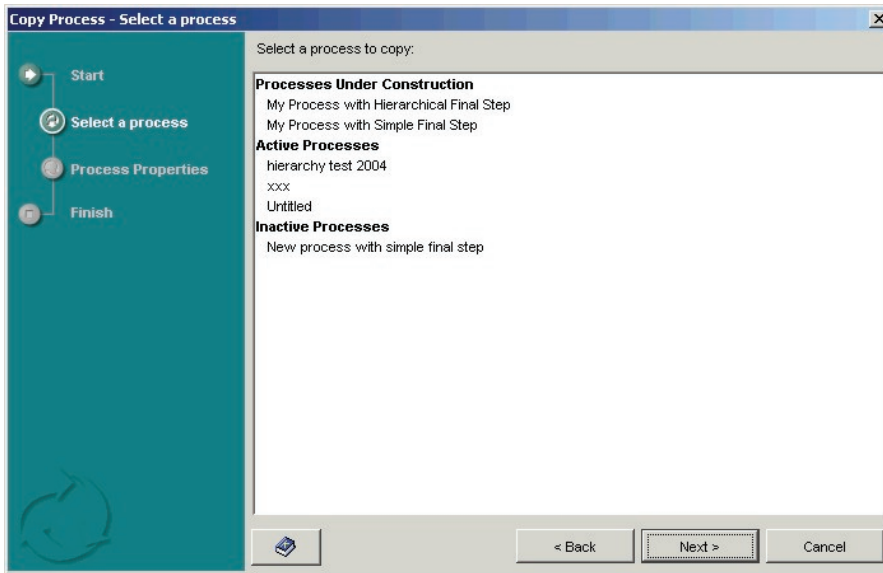 Copy Process - Select a process
Start
Select a process
Process Properties
Finish
Select a process to copy:
Processes Under Construction
My Process with Hierarchical Final Step
My Process with Simple Final Step
Active Processes
hierarchy test 2004
xxx
Untitled
Inactive Processes
New process with simple final step
< Back
Next >
Cancel